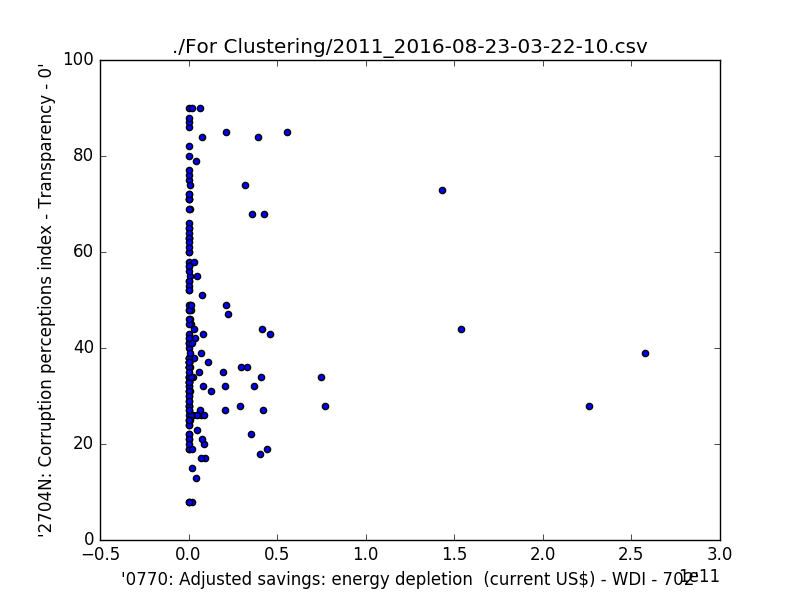 ./For Clustering/2011_2016-08-23-03-22-10.csv
100
80
60
40
20
0
'2704N: Corruption perceptions index - Transparency - 0'
−0.5 0.0 0.5 1.0 1.5 2.0 2.5 3.0
1e11
'0770: Adjusted savings: energy depletion  (current US$) - WDI - 702'